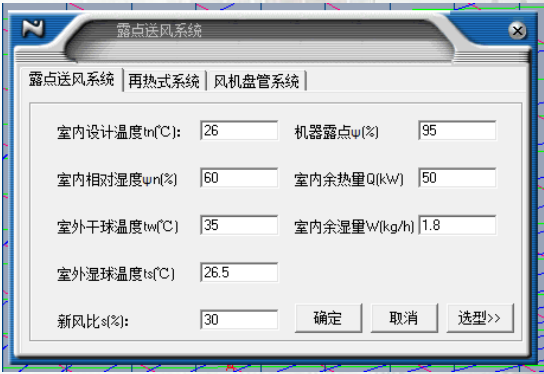 露点送风系统
露点送风系统 再热式系统 风机盘管系统
室内设计温度tn(℃): 26 机器露点ψ(%) 95
室内相对湿度ψn(%) 60 室内余热量Q(kW) 50
室外干球温度tw(℃) 35 室内余湿量W(kg/h) 1.8
室外湿球温度ts(℃) 26.5
新风比s(%): 30 确定 取消 选型>>